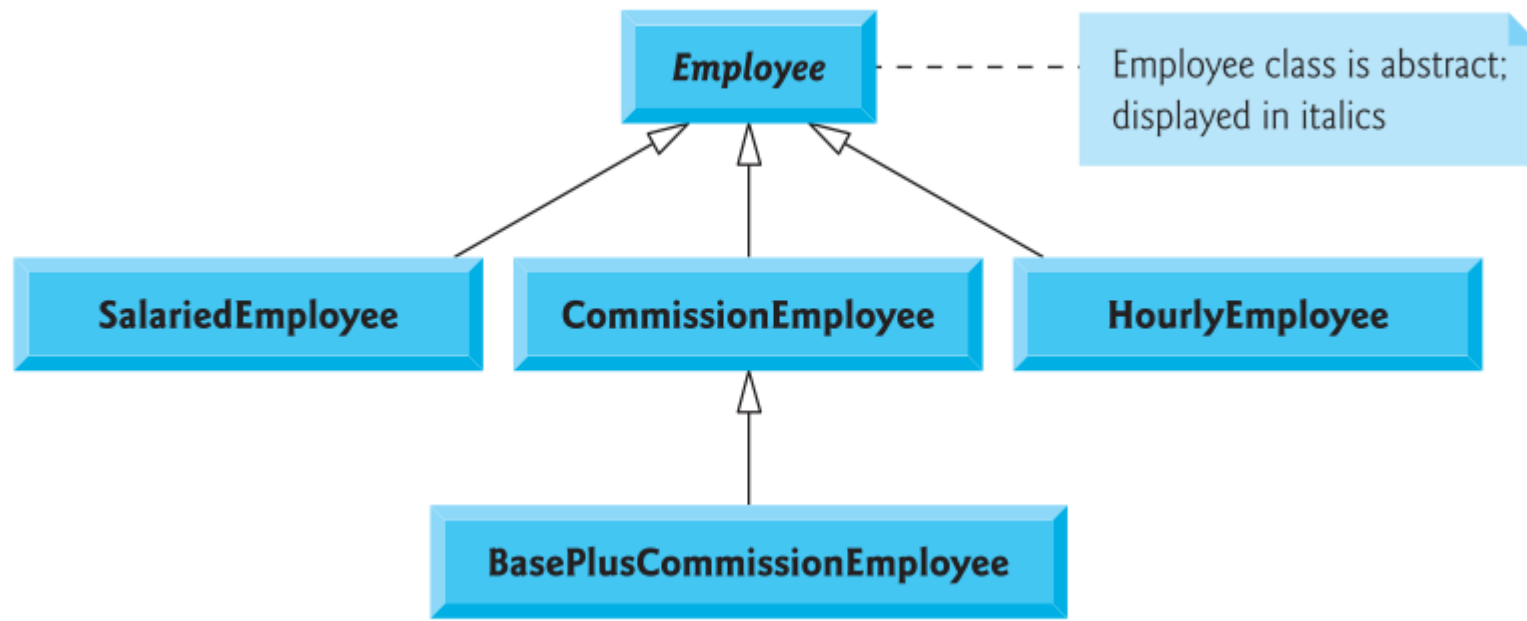 Employee
Employee class is abstract;
displayed in italics
SalariedEmployee
CommissionEmployee
HourlyEmployee
BasePlusCommissionEmployee